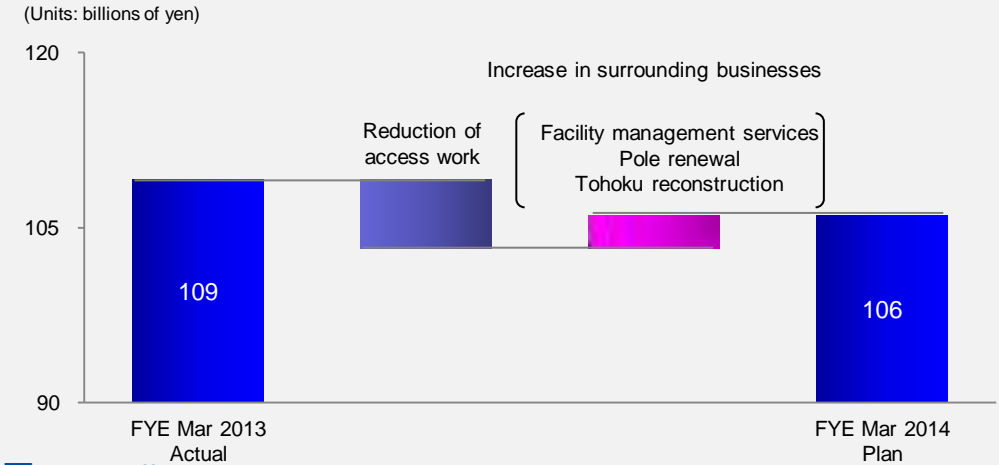 (Units: billions of yen)
120
Increase in surrounding businesses
Reduction of
access work
Facility management services
Pole renewal
Tohoku reconstruction
105
109
106
90
FYE Mar 2013
Actual
FYE Mar 2014
Plan